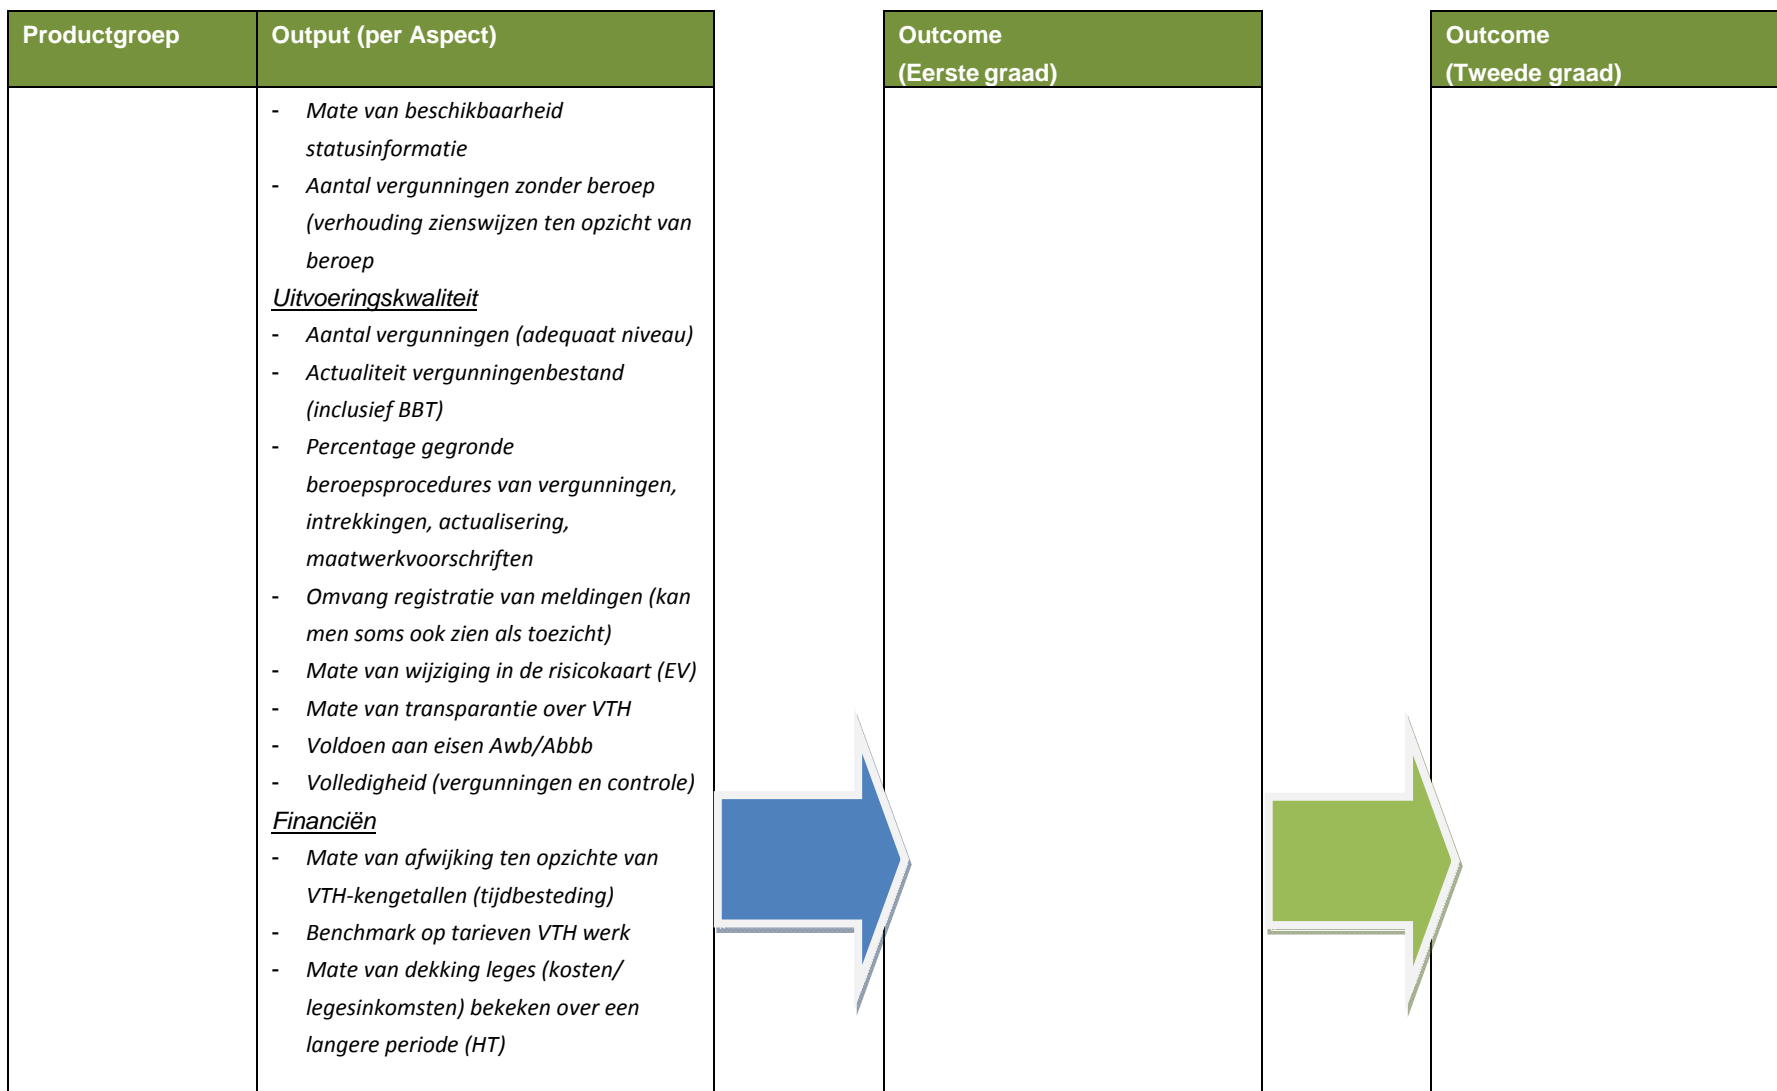 Productgroep
Output (per Aspect)
Outcome
(Eerste graad)
Outcome
(Tweede graad)
- Mate van beschikbaarheid
statusinformatie
- Aantal vergunningen zonder beroep
(verhouding zienswijzen ten opzicht van
beroep
Uitvoeringskwaliteit
- Aantal vergunningen (adequaat niveau)
- Actualiteit vergunningenbestand
(inclusief BBT)
- Percentage gegronde
beroepsprocedures van vergunningen,
intrekkingen, actualisering,
maatwerkvoorschriften
- Omvang registratie van meldingen (kan
men soms ook zien als toezicht)
- Mate van wijziging in de risicokaart (EV)
- Mate van transparantie over VTH
- Voldoen aan eisen Awb/Abbb
- Volledigheid (vergunningen en controle)
Financiën
- Mate van afwijking ten opzichte van
VTH-kengetallen (tijdbesteding)
- Benchmark op tarieven VTH werk
- Mate van dekking leges (kosten/
legesinkomsten) bekeken over een
langere periode (HT)